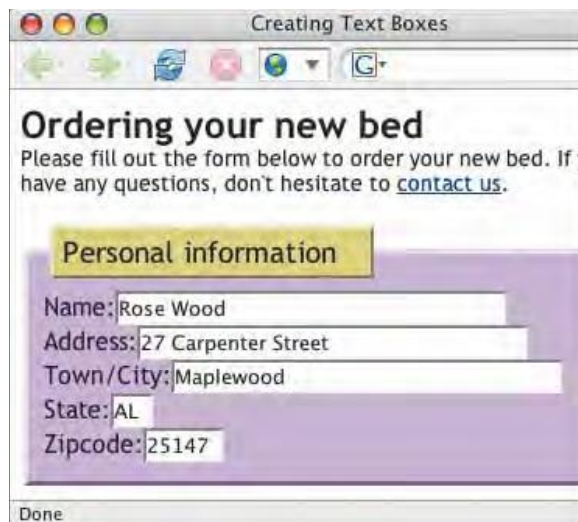 Creating Text Boxes
G
Ordering your new bed
Please fill out the form below to order your new bed. If
have any questions, don't hesitate to contact us.
Personal information
Name: Rose Wood
Address: 27 Carpenter Street
Town/City: Maplewood
State: AL
Zipcode: 25147
Done